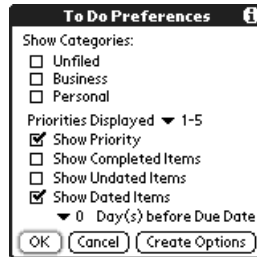 To Do Preferences
Show Categories:
Unfiled
Business
Personal
Priorities Displayed 1-5
Show Priority
Show Completed Items
Show Undated Items
Show Dated Items
0 Day(s) before Due Date
OK Cancel Create Options